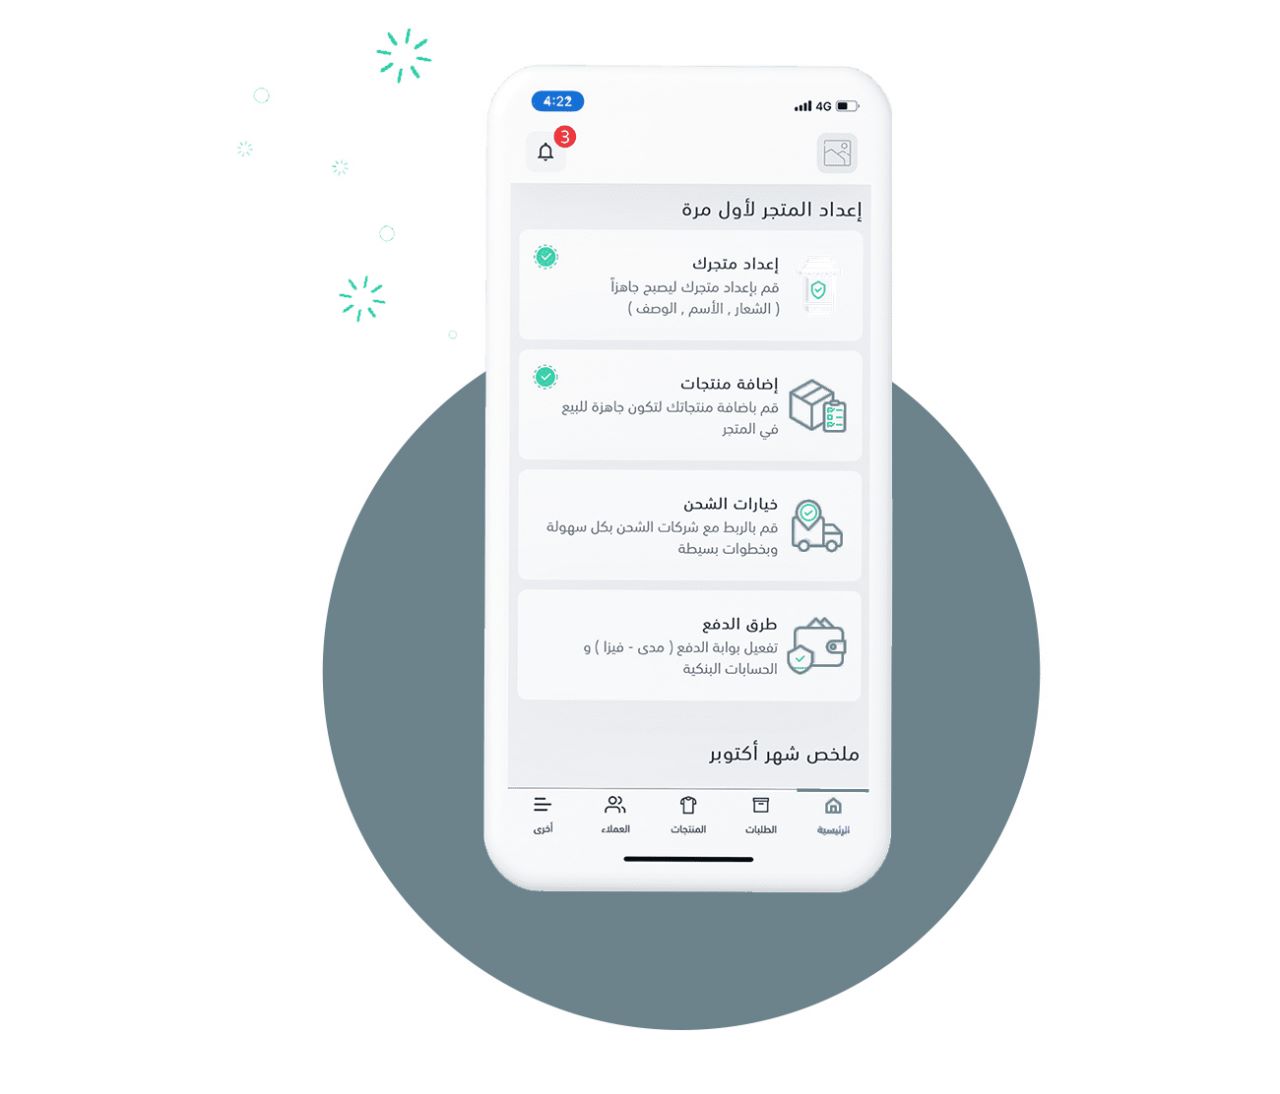 4:22
4G
3
إعداد المتجر لأول مرة
إعداد متجرك
قم بإعداد متجرك ليصبح جاهزاً
( الشعار , الأسم , الوصف )
إضافة منتجات
قم باضافة منتجاتك لتكون جاهزة للبيع
في المتجر
خيارات الشحن
قم بالربط مع شركات الشحن بكل سهولة
وبخطوات بسيطة
طرق الدفع
تفعيل بوابة الدفع ( مدى - فيزا ) و
الحسابات البنكية
ملخص شهر أكتوبر
الرئيسية
الطلبات
المنتجات
العملاء
أخرى